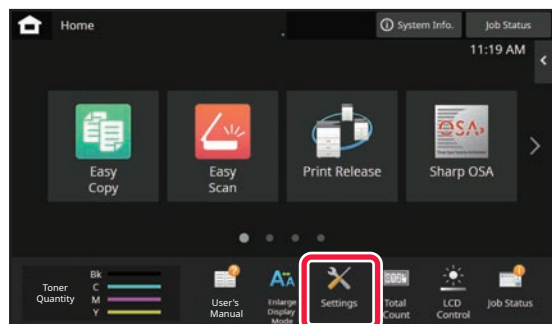 Home
System Info.
Job Status
11:19 AM
Easy
Copy
Easy
Scan
Print Release
Sharp OSA
Toner
Quantity
Bk
C
M
Y
User's
Manual
Enlarge
Display
Mode
Settings
Total
Count
LCD
Control
Job Status